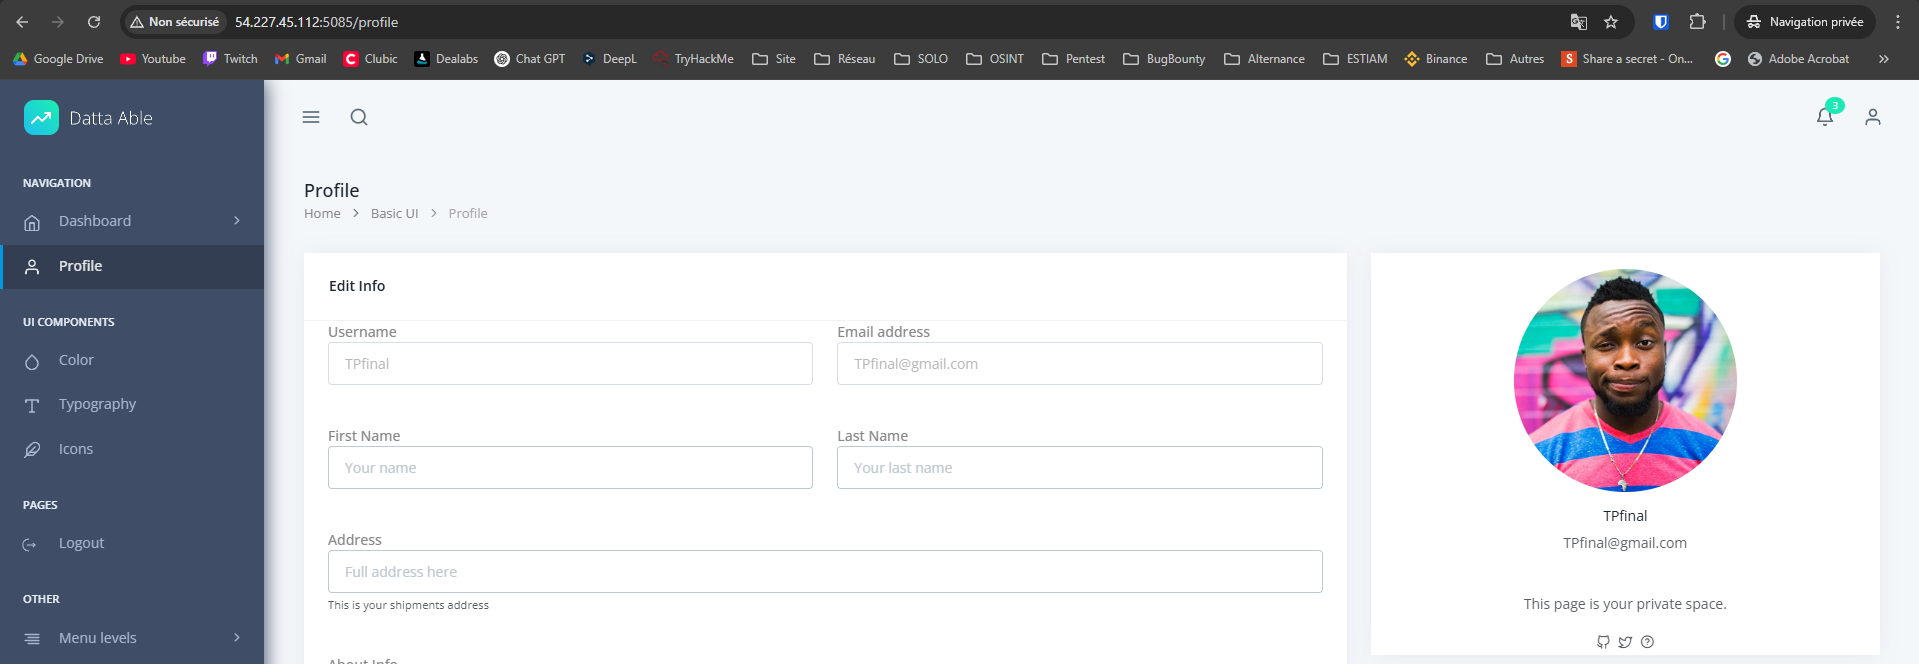 Non sécurisé 54.227.45.112:5085/profile Navigation privée
Google Drive Youtube Twitch Gmail Clubic Dealabs Chat GPT DeepL TryHackMe Site Réseau SOLO OSINT Pentest BugBounty Alternance ESTIAM Binance Autres Share a secret - On... Adobe Acrobat
Datta Able
3
NAVIGATION
Dashboard
Profile
UI COMPONENTS
Color
Typography
Icons
PAGES
Logout
OTHER
Menu levels
Profile
Home > Basic UI > Profile
Edit Info
Username Email address
TPfinal TPfinal@gmail.com
First Name Last Name
Your name Your last name
Address
Full address here
This is your shipments address
About Info
TPfinal
TPfinal@gmail.com
This page is your private space.